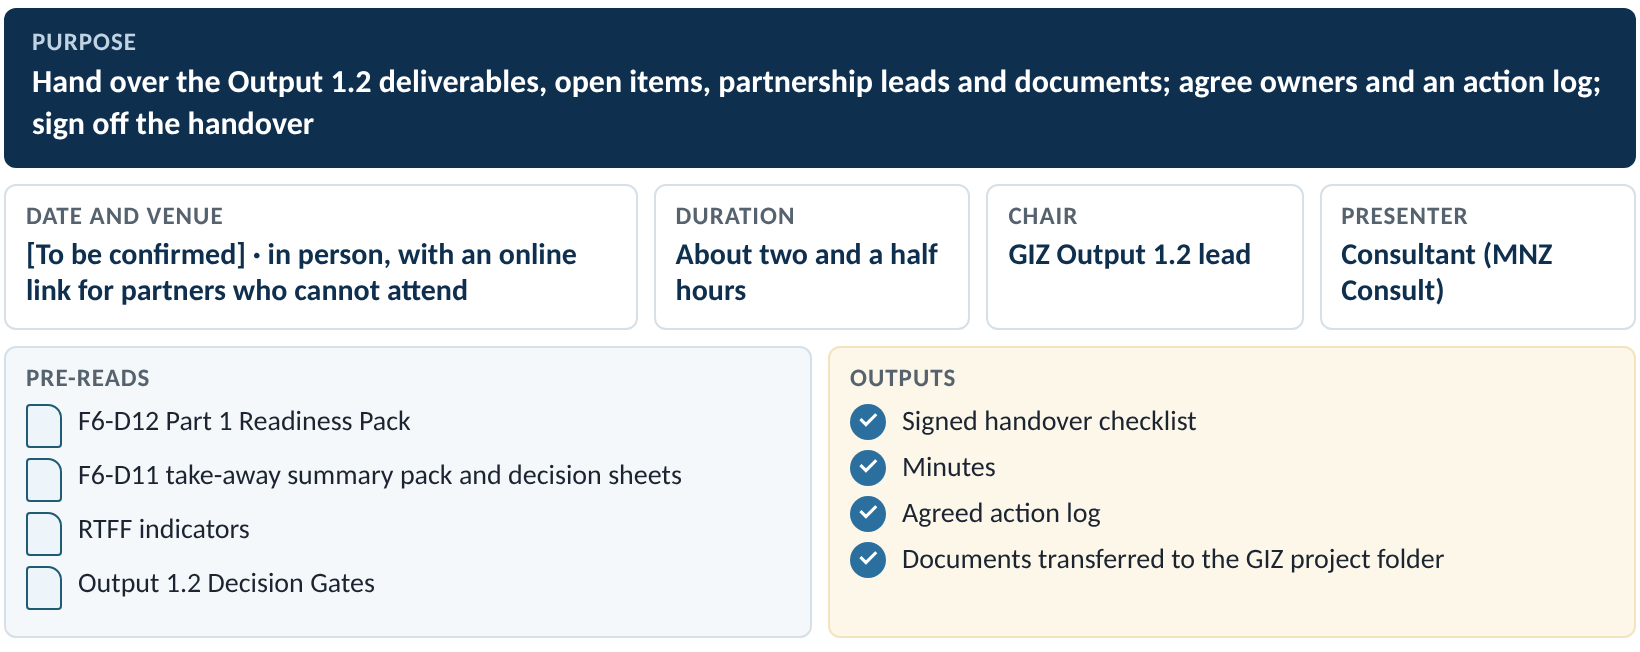 PURPOSE
Hand over the Output 1.2 deliverables, open items, partnership leads and documents; agree owners and an action log;
sign off the handover
DATE AND VENUE
[To be confirmed] · in person, with an online
link for partners who cannot attend
DURATION
About two and a half
hours
CHAIR
GIZ Output 1.2 lead
PRESENTER
Consultant (MNZ
Consult)
PRE-READS
F6-D12 Part 1 Readiness Pack
F6-D11 take-away summary pack and decision sheets
RTFF indicators
Output 1.2 Decision Gates
OUTPUTS
Signed handover checklist
Minutes
Agreed action log
Documents transferred to the GIZ project folder